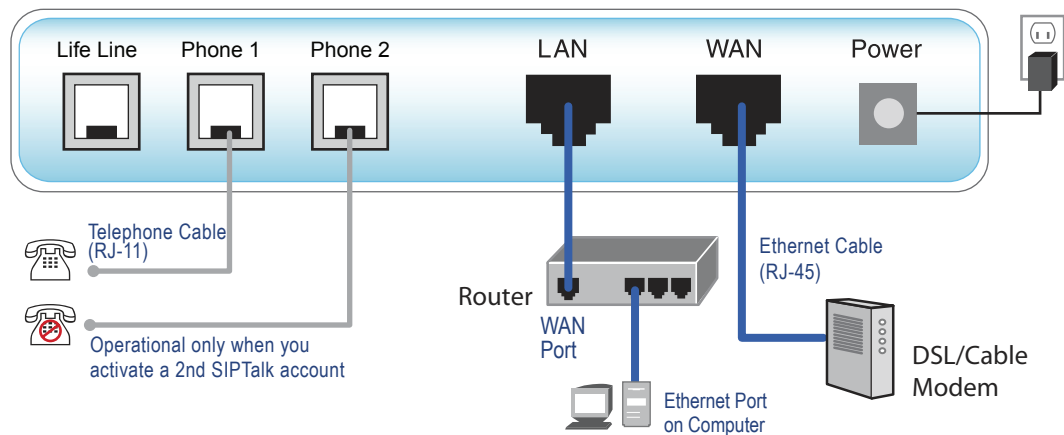 Life Line
Phone 1
Phone 2
LAN
WAN
Power
Telephone Cable
(RJ-11)
Operational only when you
activate a 2nd SIPTalk account
Router
WAN
Port
Ethernet Cable
(RJ-45)
DSL/Cable
Modem
Ethernet Port
on Computer